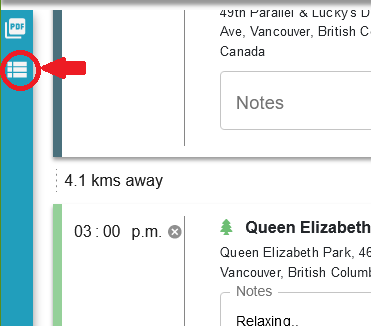 PDF
49th Parallel & Lucky's D
Ave, Vancouver, British C
Canada
Notes
4.1 kms away
03 : 00 p.m.
Queen Elizabeth
Queen Elizabeth Park, 46
Vancouver, British Columb
Notes
Relaxing..